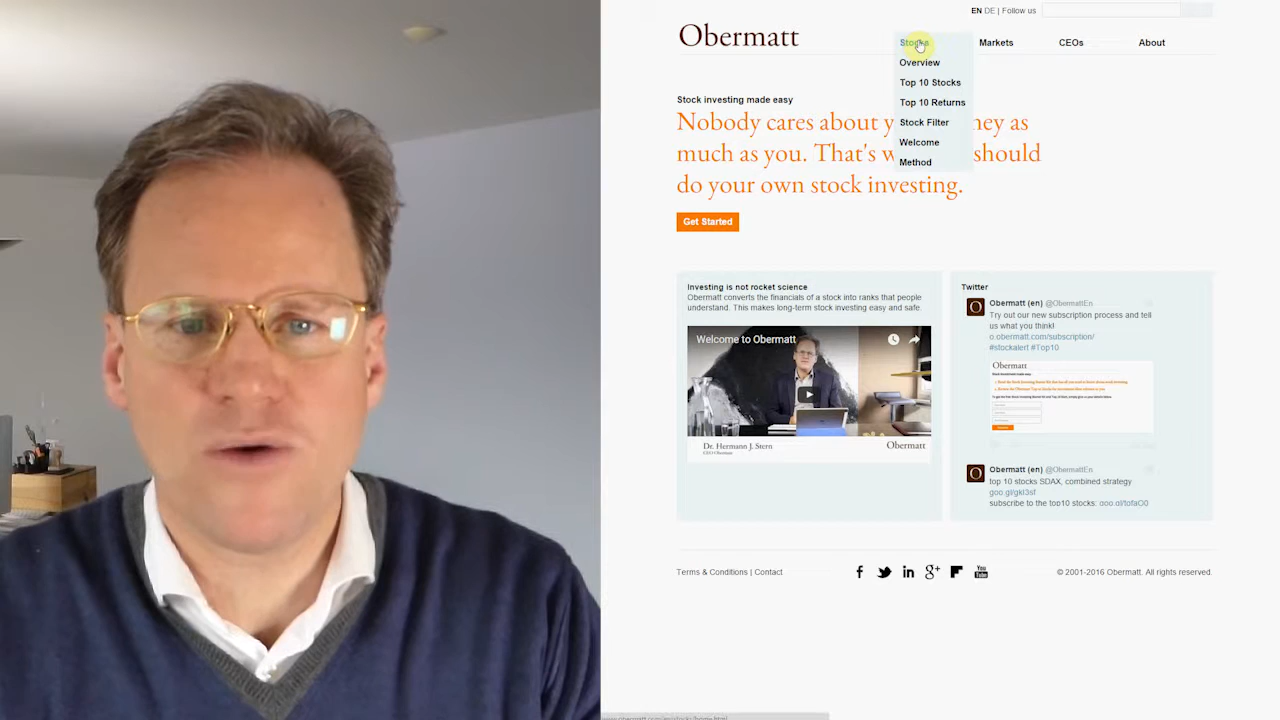 EN DE | Follow us
Obermatt
Stocks
Markets
CEOs
About
Overview
Top 10 Stocks
Top 10 Returns
Stock Filter
Welcome
Method
Stock investing made easy
Nobody cares about y ey as
much as you. That's w should
do your own stock investing.
Get Started
Investing is not rocket science
Obermatt converts the financials of a stock into ranks that people
understand. This makes long-term stock investing easy and safe.
Welcome to Obermatt
Dr. Hermann J. Stern
CEO Obermatt
Obermatt
Twitter
Obermatt (en) @ObermattEn
Try out our new subscription process and tell
us what you think!
o.obermatt.com/subscription/
#stockalert #Top10
Obermatt
Obermatt (en) @ObermattEn
top 10 stocks SDAX, combined strategy
goo.gl/gkI3sf
subscribe to the top10 stocks: goo.gl/tofaO0
Terms & Conditions | Contact
© 2001-2016 Obermatt. All rights reserved.